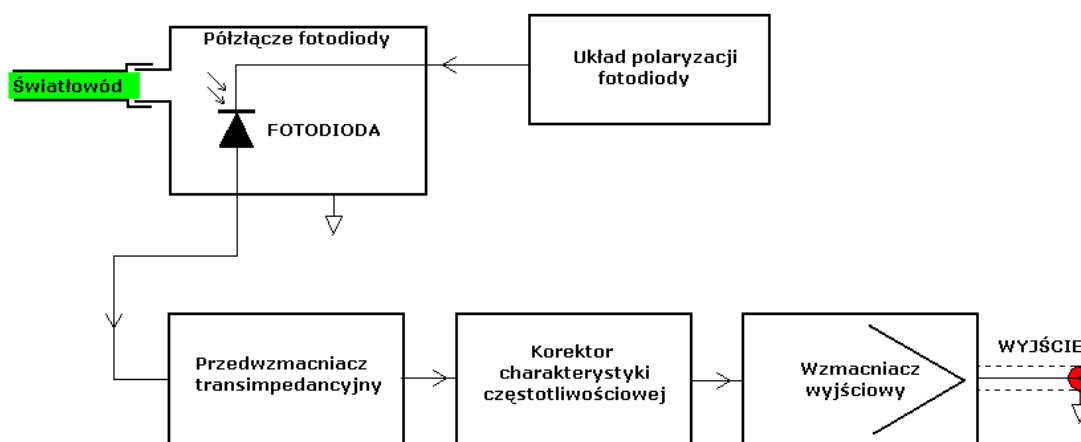 Półzłącze fotodiody
Układ polaryzacji
fotodiody
Światłowód
FOTODIODA
Przedwzmacniacz
transimpedancyjny
Korektor
charakterystyki
częstotliwościowej
Wzmacniacz
wyjściowy
WYJŚCIE